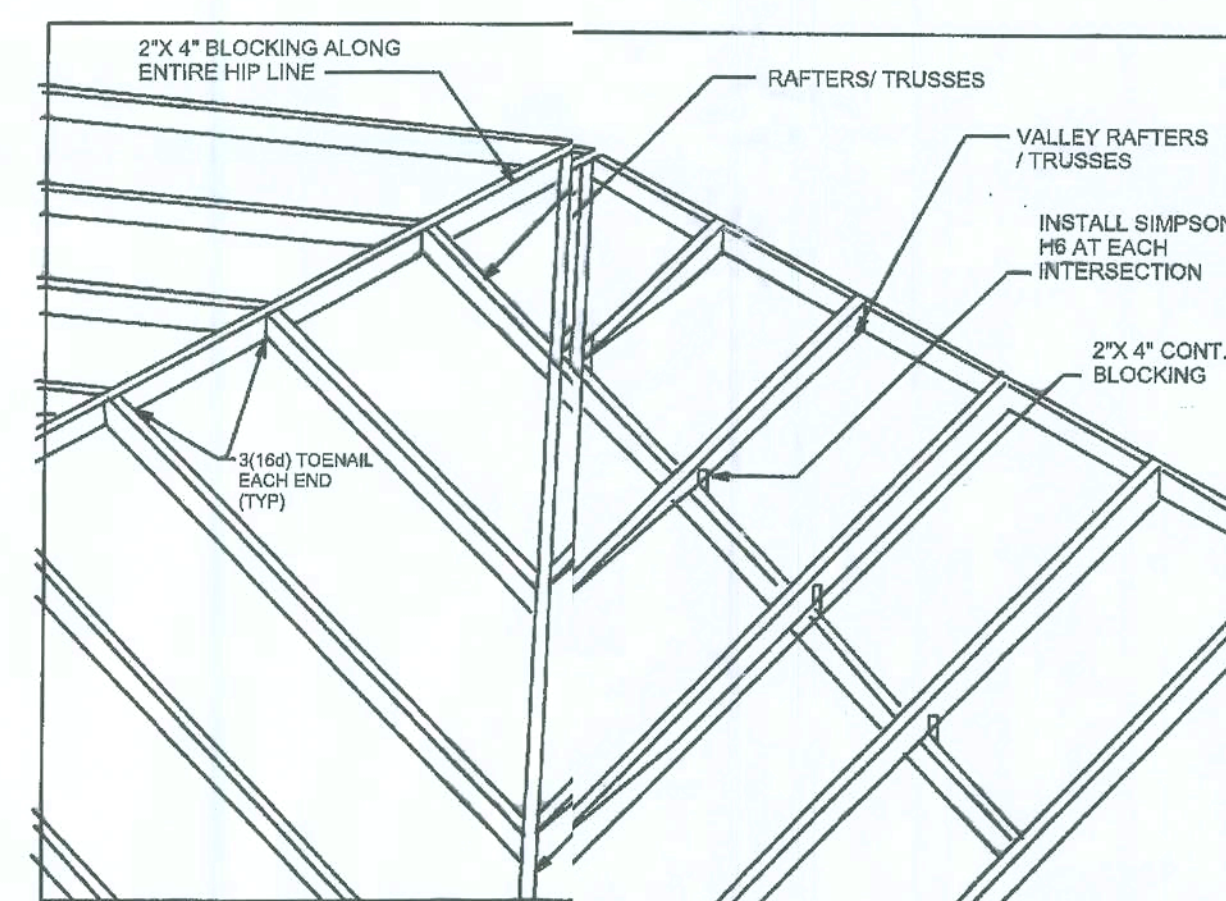 2"X 4" BLOCKING ALONG
ENTIRE HIP LINE
RAFTERS/ TRUSSES
VALLEY RAFTERS
/ TRUSSES
INSTALL SIMPSON
H6 AT EACH
INTERSECTION
2"X 4" CONT.
BLOCKING
3(16d) TOENAIL
EACH END
(TYP)